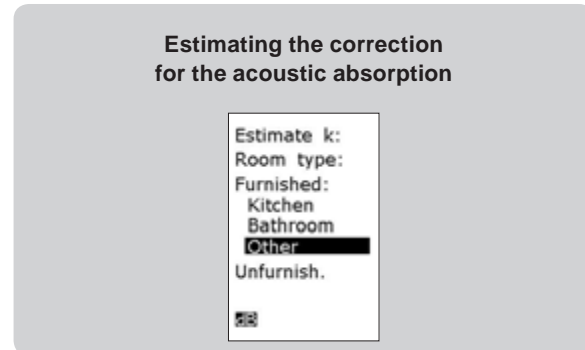 Estimating the correction
for the acoustic absorption
Estimate k:
Room type:
Furnished:
Kitchen
Bathroom
Other
Unfurnish.
dB